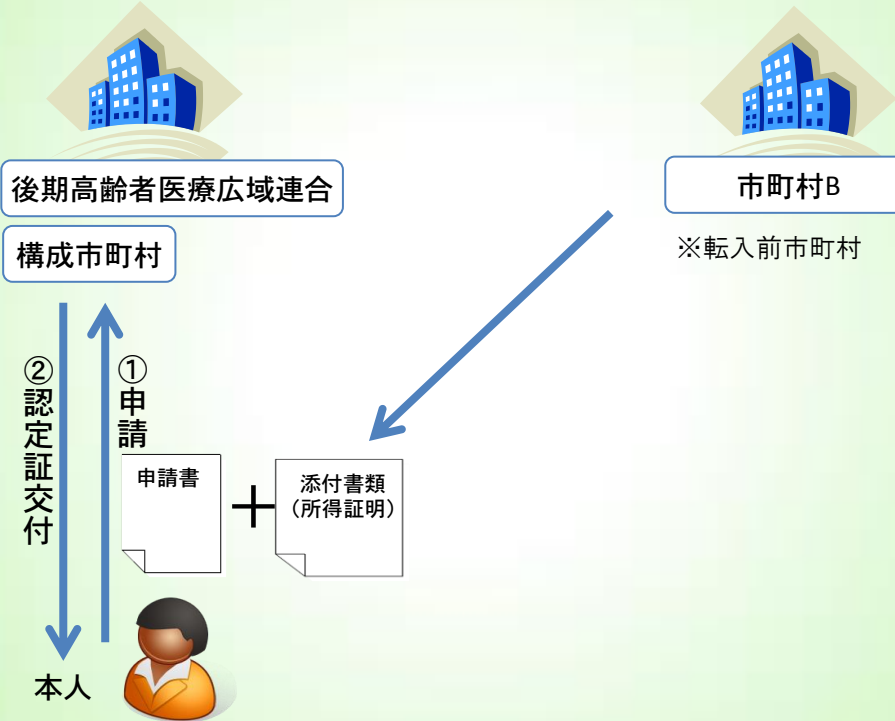 後期高齢者医療広域連合
構成市町村
市町村B
※転入前市町村
②認定証交付
①申請
申請書
＋
添付書類
（所得証明）
本人